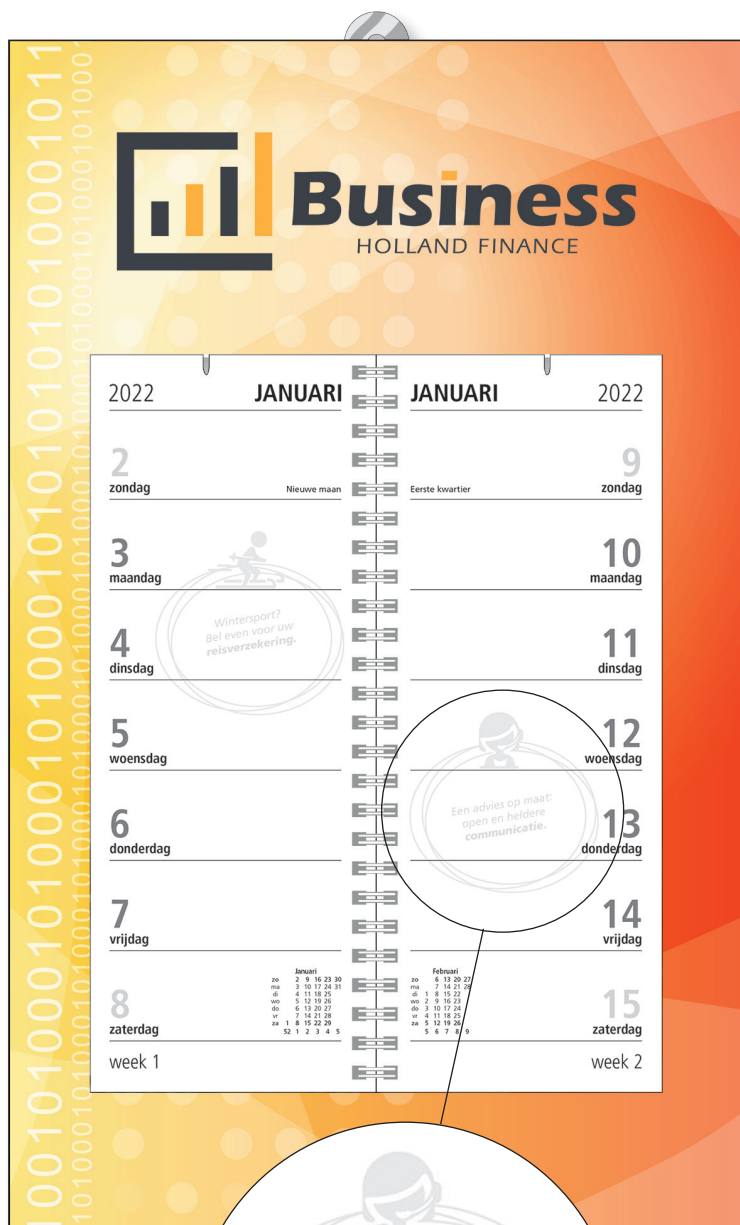 Business
HOLLAND FINANCE
2022 JANUARI
2
zondag Nieuwe maan
3
maandag
Wintersport?
Bel even voor uw
reisverzekering.
4
dinsdag
5
woensdag
6
donderdag
7
vrijdag
Januari
zo 2 9 16 23 30
ma 3 10 17 24 31
di 4 11 18 25
wo 5 12 19 26
do 6 13 20 27
vr 7 14 21 28
za 1 8 15 22 29
52 1 2 3 4 5
8
zaterdag
week 1
JANUARI 2022
9
Eerste kwartier zondag
10
maandag
11
dinsdag
12
woensdag
Een advies op maat:
open en heldere
communicatie.
13
donderdag
14
vrijdag
Februari
zo 6 13 20 27
ma 7 14 21 28
di 1 8 15 22
wo 2 9 16 23
do 3 10 17 24
vr 4 11 18 25
za 5 12 19 26
5 6 7 8 9
15
zaterdag
week 2